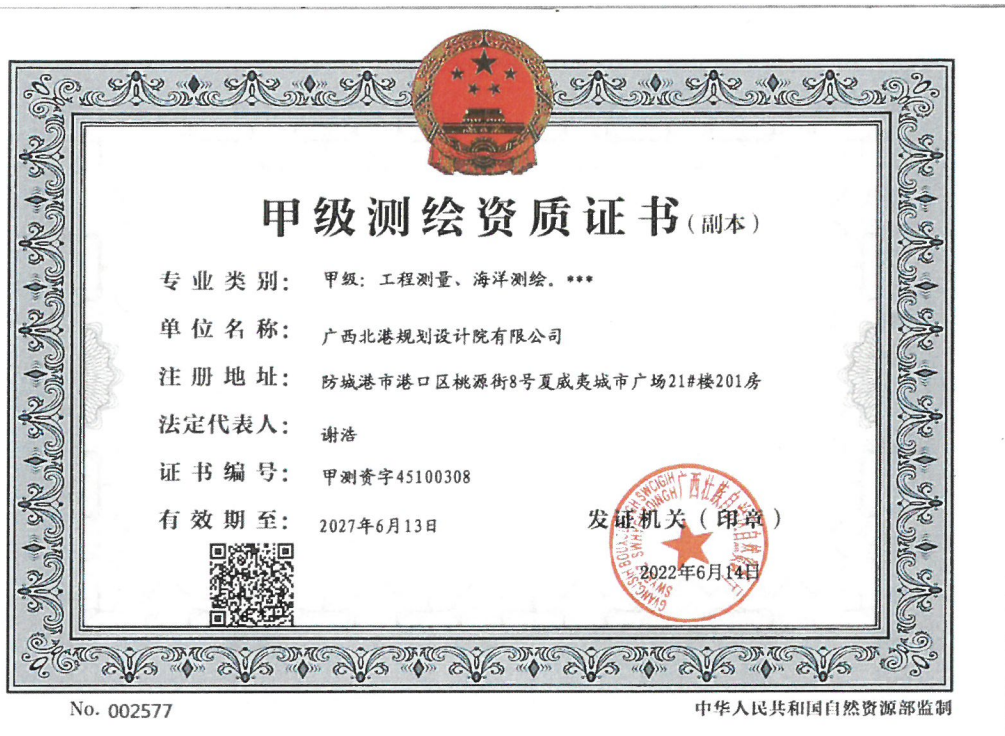 甲级测绘资质证书(副本)
专业类别： 甲级：工程测量、海洋测绘。***
单位名称： 广西北港规划设计院有限公司
注册地址： 防城港市港口区桃源街8号夏威夷城市广场21#楼201房
法定代表人： 谢浩
证书编号： 甲测资字45100308
有效期至： 2027年6月13日
发证机关(印章)
2022年6月14日
广西壮族自
No. 002577
中华人民共和国自然资源部监制